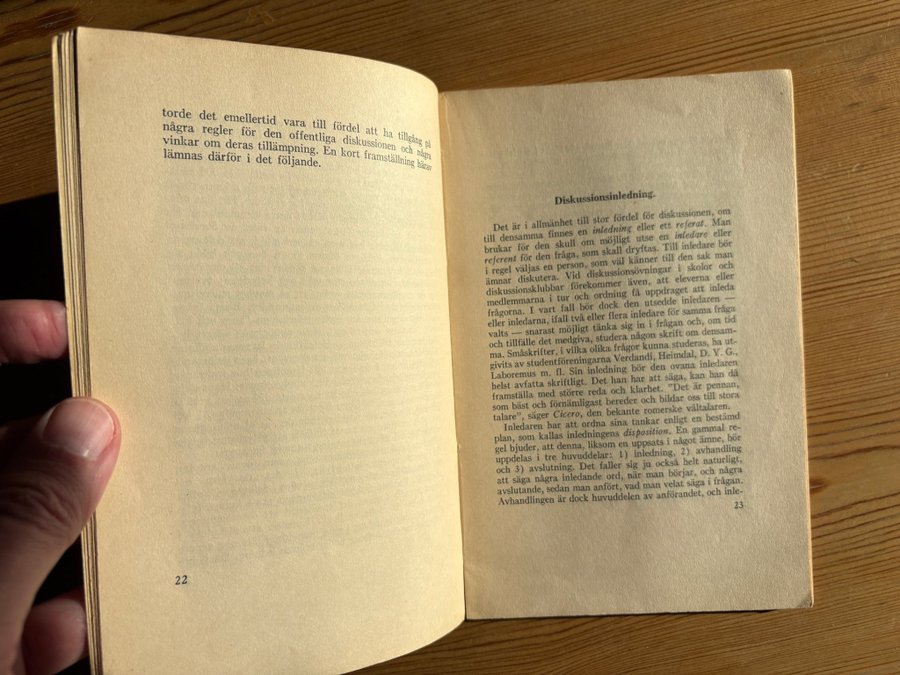 torde det emellertid vara till fördel att ha tillgång på
några regler för den offentliga diskussionen och några
vinkar om deras tillämpning. En kort framställning härav
lämnas därför i det följande.
22
Diskussionsinledning.
Det är i allmänhet till stor fördel för diskussionen, om
till densamma finnes en inledning eller ett referat. Man
brukar för den skull om möjligt utse en inledare eller
referent för den fråga, som skall dryftas. Till inledare bör
i regel väljas en person, som väl känner till den sak man
ämnar diskutera. Vid diskussionsövningar i skolor och
diskussionsklubbar förekommer även, att eleverna eller
medlemmarna i tur och ordning få uppdraget att inleda
frågorna. I vart fall bör dock den utsedde inledaren —
eller inledarna, ifall två eller flera inledare för samma fråga
valts — snarast möjligt tänka sig in i frågan och, om tid
och tillfälle det medgiva, studera någon skrift om densam-
ma. Småskrifter, i vilka olika frågor kunna studeras, ha ut-
givits av studentföreningarna Verdandi, Heimdal, D. Y. G.,
Laboremus m. fl. Sin inledning bör den ovana inledaren
helst avfatta skriftligt. Det han har att säga, kan han då
framställa med större reda och klarhet. "Det är pennan,
som bäst och förnämligast bereder och bildar oss till stora
talare", säger Cicero, den bekante romerske vältalaren.
Inledaren har att ordna sina tankar enligt en bestämd
plan, som kallas inledningens disposition. En gammal re-
gel bjuder, att denna, liksom en uppsats i något ämne, bör
uppdelas i tre huvuddelar: 1) inledning, 2) avhandling
och 3) avslutning. Det faller sig ju också helt naturligt,
att säga några inledande ord, när man börjar, och några
avslutande, sedan man anfört, vad man velat säga i frågan.
Avhandlingen är dock huvuddelen av anförandet, och inle-
23